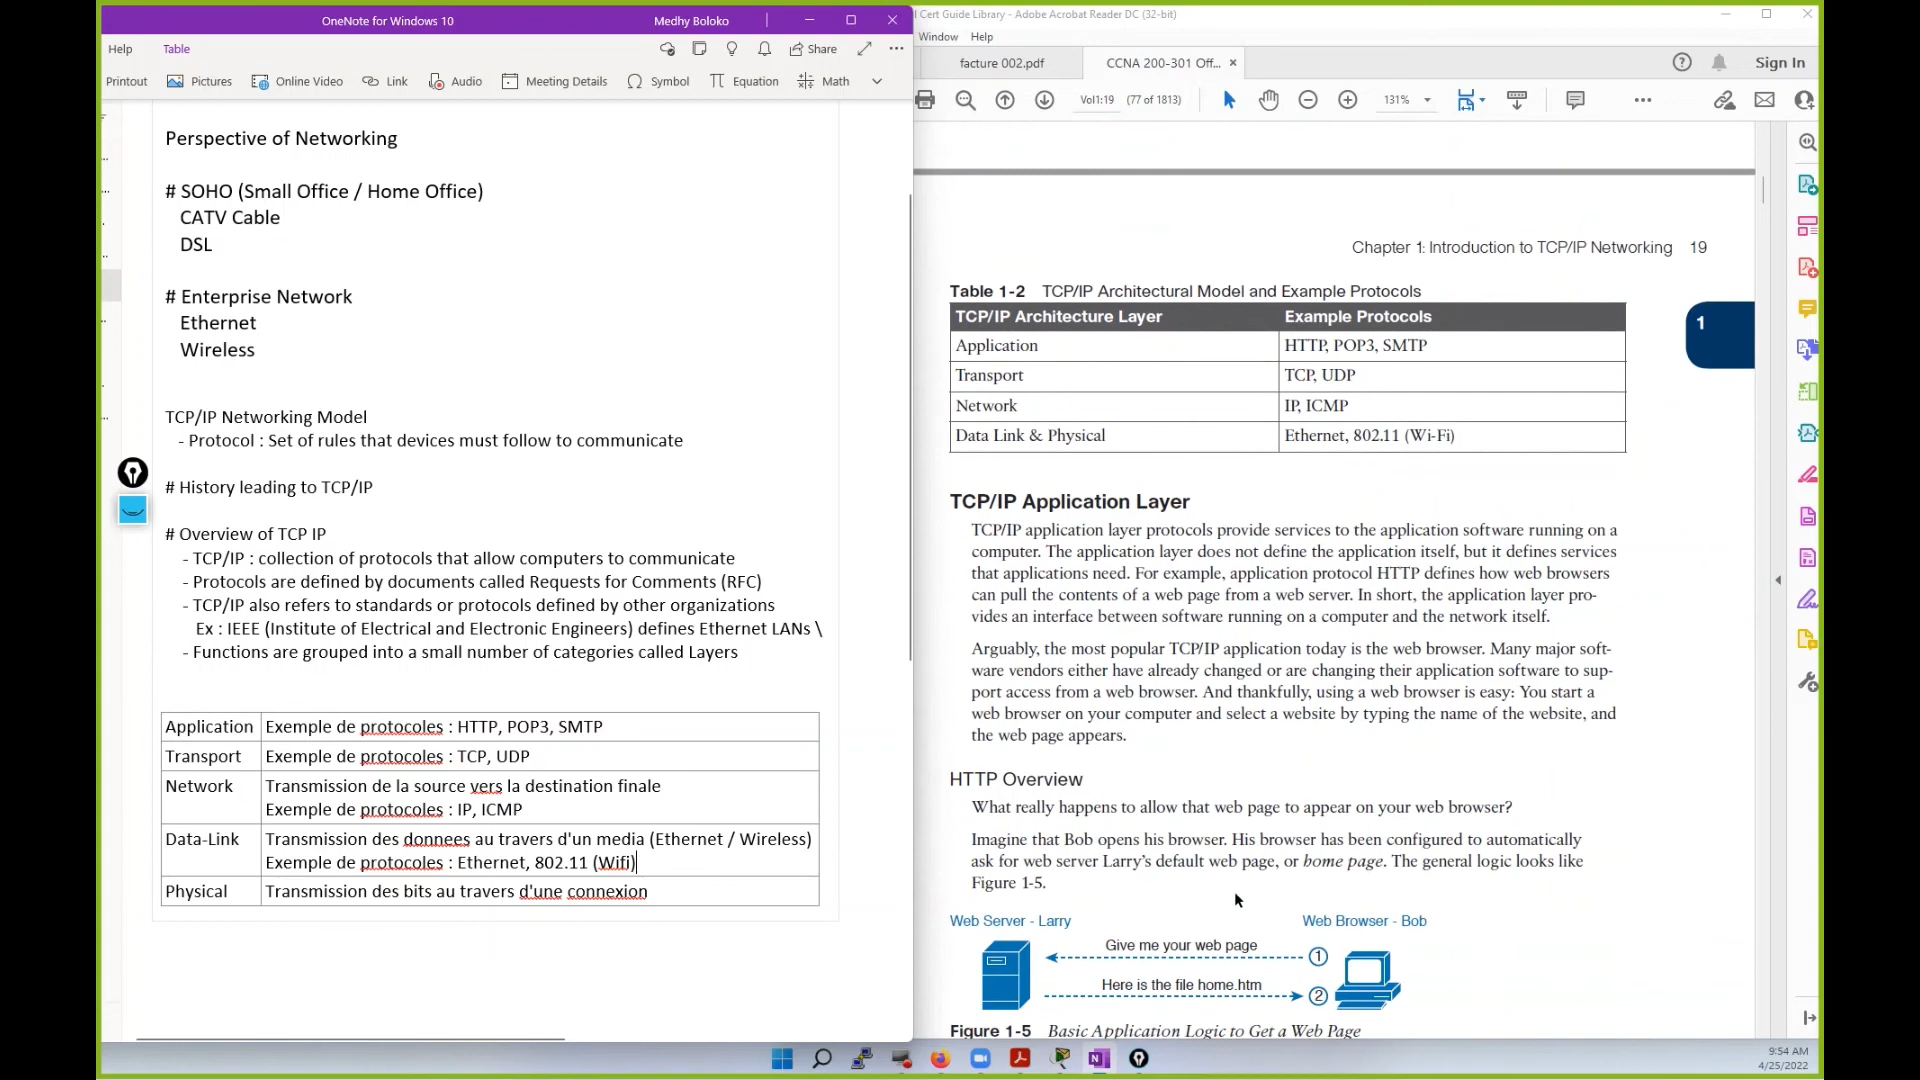 OneNote for Windows 10
Medhy Boloko
Help
Table
Share
Printout
Pictures
Online Video
Link
Audio
Meeting Details
Symbol
Equation
Math
Perspective of Networking
# SOHO (Small Office / Home Office)
CATV Cable
DSL
# Enterprise Network
Ethernet
Wireless
TCP/IP Networking Model
- Protocol : Set of rules that devices must follow to communicate
# History leading to TCP/IP
# Overview of TCP IP
- TCP/IP : collection of protocols that allow computers to communicate
- Protocols are defined by documents called Requests for Comments (RFC)
- TCP/IP also refers to standards or protocols defined by other organizations
Ex : IEEE (Institute of Electrical and Electronic Engineers) defines Ethernet LANs \
- Functions are grouped into a small number of categories called Layers
Application Exemple de protocoles : HTTP, POP3, SMTP
Transport Exemple de protocoles : TCP, UDP
Network Transmission de la source vers la destination finale
Exemple de protocoles : IP, ICMP
Data-Link Transmission des donnees au travers d'un media (Ethernet / Wireless)
Exemple de protocoles : Ethernet, 802.11 (Wifi)
Physical Transmission des bits au travers d'une connexion
l Cert Guide Library - Adobe Acrobat Reader DC (32-bit)
Window Help
facture 002.pdf
CCNA 200-301 Off... ×
Sign In
Vol1:19 (77 of 1813)
131%
Chapter 1: Introduction to TCP/IP Networking 19
1
Table 1-2 TCP/IP Architectural Model and Example Protocols
TCP/IP Architecture Layer Example Protocols
Application HTTP, POP3, SMTP
Transport TCP, UDP
Network IP, ICMP
Data Link & Physical Ethernet, 802.11 (Wi-Fi)
TCP/IP Application Layer
TCP/IP application layer protocols provide services to the application software running on a
computer. The application layer does not define the application itself, but it defines services
that applications need. For example, application protocol HTTP defines how web browsers
can pull the contents of a web page from a web server. In short, the application layer pro-
vides an interface between software running on a computer and the network itself.
Arguably, the most popular TCP/IP application today is the web browser. Many major soft-
ware vendors either have already changed or are changing their application software to sup-
port access from a web browser. And thankfully, using a web browser is easy: You start a
web browser on your computer and select a website by typing the name of the website, and
the web page appears.
HTTP Overview
What really happens to allow that web page to appear on your web browser?
Imagine that Bob opens his browser. His browser has been configured to automatically
ask for web server Larry's default web page, or home page. The general logic looks like
Figure 1-5.
Web Server - Larry
Web Browser - Bob
Give me your web page
1
Here is the file home.htm
2
Figure 1-5 Basic Application Logic to Get a Web Page
9:54 AM
4/25/2022